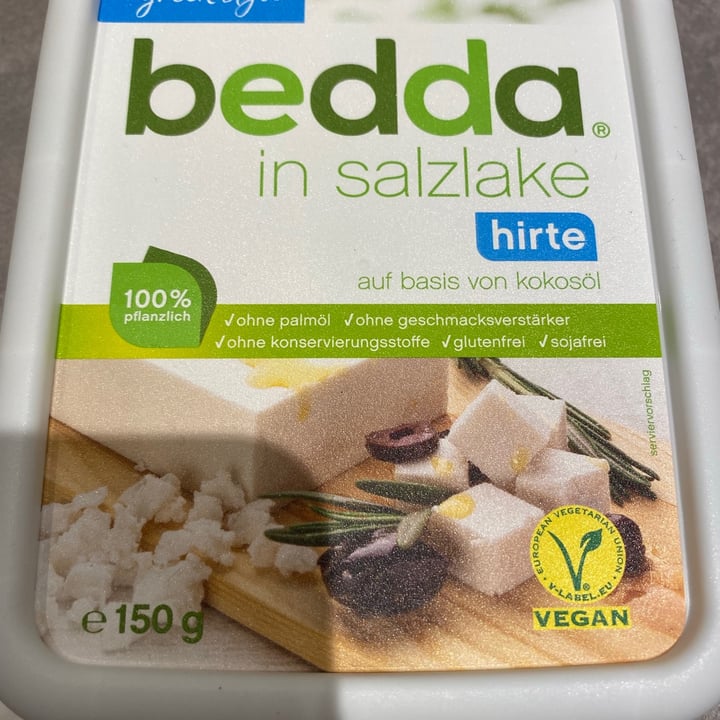 bedda®
in salzlake
hirte
auf basis von kokosöl
100%
pflanzlich
✓ohne palmöl ✓ohne geschmacksverstärker
✓ohne konservierungsstoffe ✓glutenfrei ✓sojafrei
serviervorschlag
EUROPEAN VEGETARIAN UNION
V-LABEL.EU
VEGAN
e 150 g